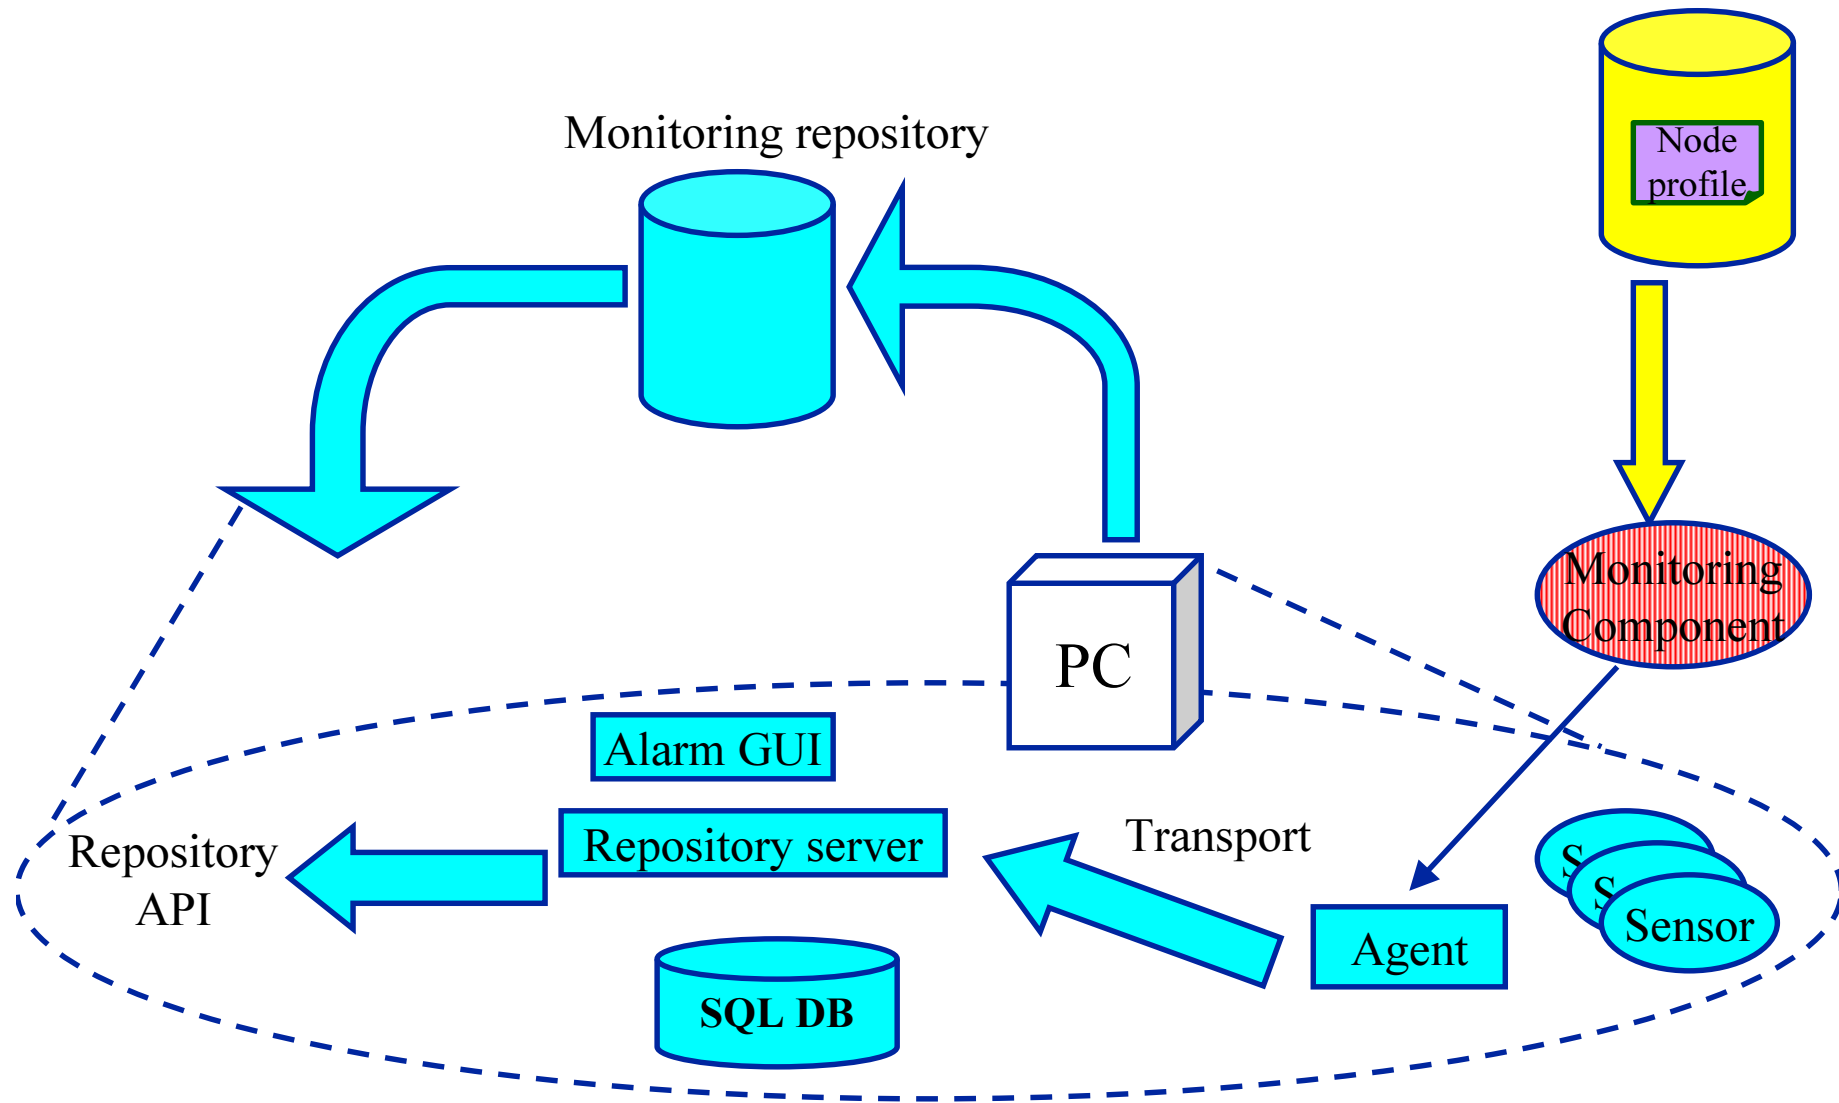 Node
profile
Monitoring repository
Monitoring
Component
PC
Alarm GUI
Repository server
Transport
Repository
API
S
S
Sensor
Agent
SQL DB